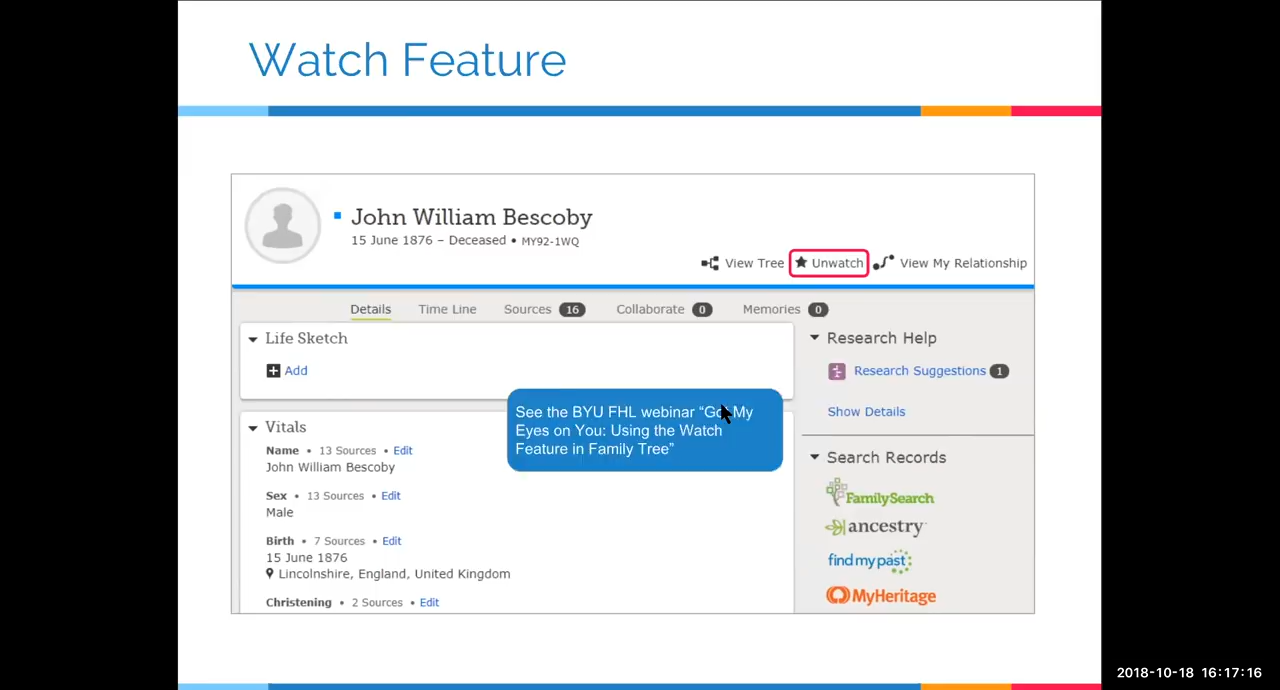 Watch Feature
John William Bescoby
15 June 1876 – Deceased • MY92-1WQ
View Tree ★ Unwatch View My Relationship
Details Time Line Sources 16 Collaborate 0 Memories 0
Life Sketch
Add
Vitals
Name • 13 Sources • Edit
John William Bescoby
Sex • 13 Sources • Edit
Male
Birth • 7 Sources • Edit
15 June 1876
Lincolnshire, England, United Kingdom
Christening • 2 Sources • Edit
See the BYU FHL webinar “Got My
Eyes on You: Using the Watch
Feature in Family Tree”
Research Help
Research Suggestions 1
Show Details
Search Records
FamilySearch
ancestry
findmypast
MyHeritage
2018-10-18 16:17:16